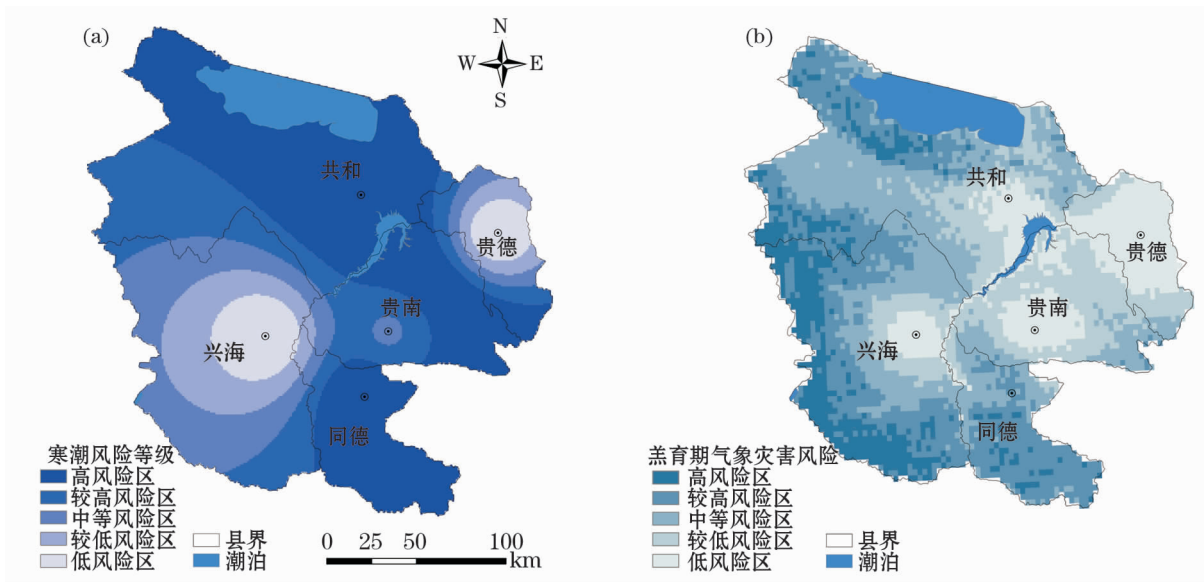 (a)
N
W E
S
共和
贵德
贵南
兴海
同德
寒潮风险等级
高风险区
较高风险区
中等风险区
较低风险区
低风险区
县界
潮泊
0 25 50 100
km
(b)
共和
贵德
贵南
兴海
同德
羔育期气象灾害风险
高风险区
较高风险区
中等风险区
较低风险区
低风险区
县界
潮泊